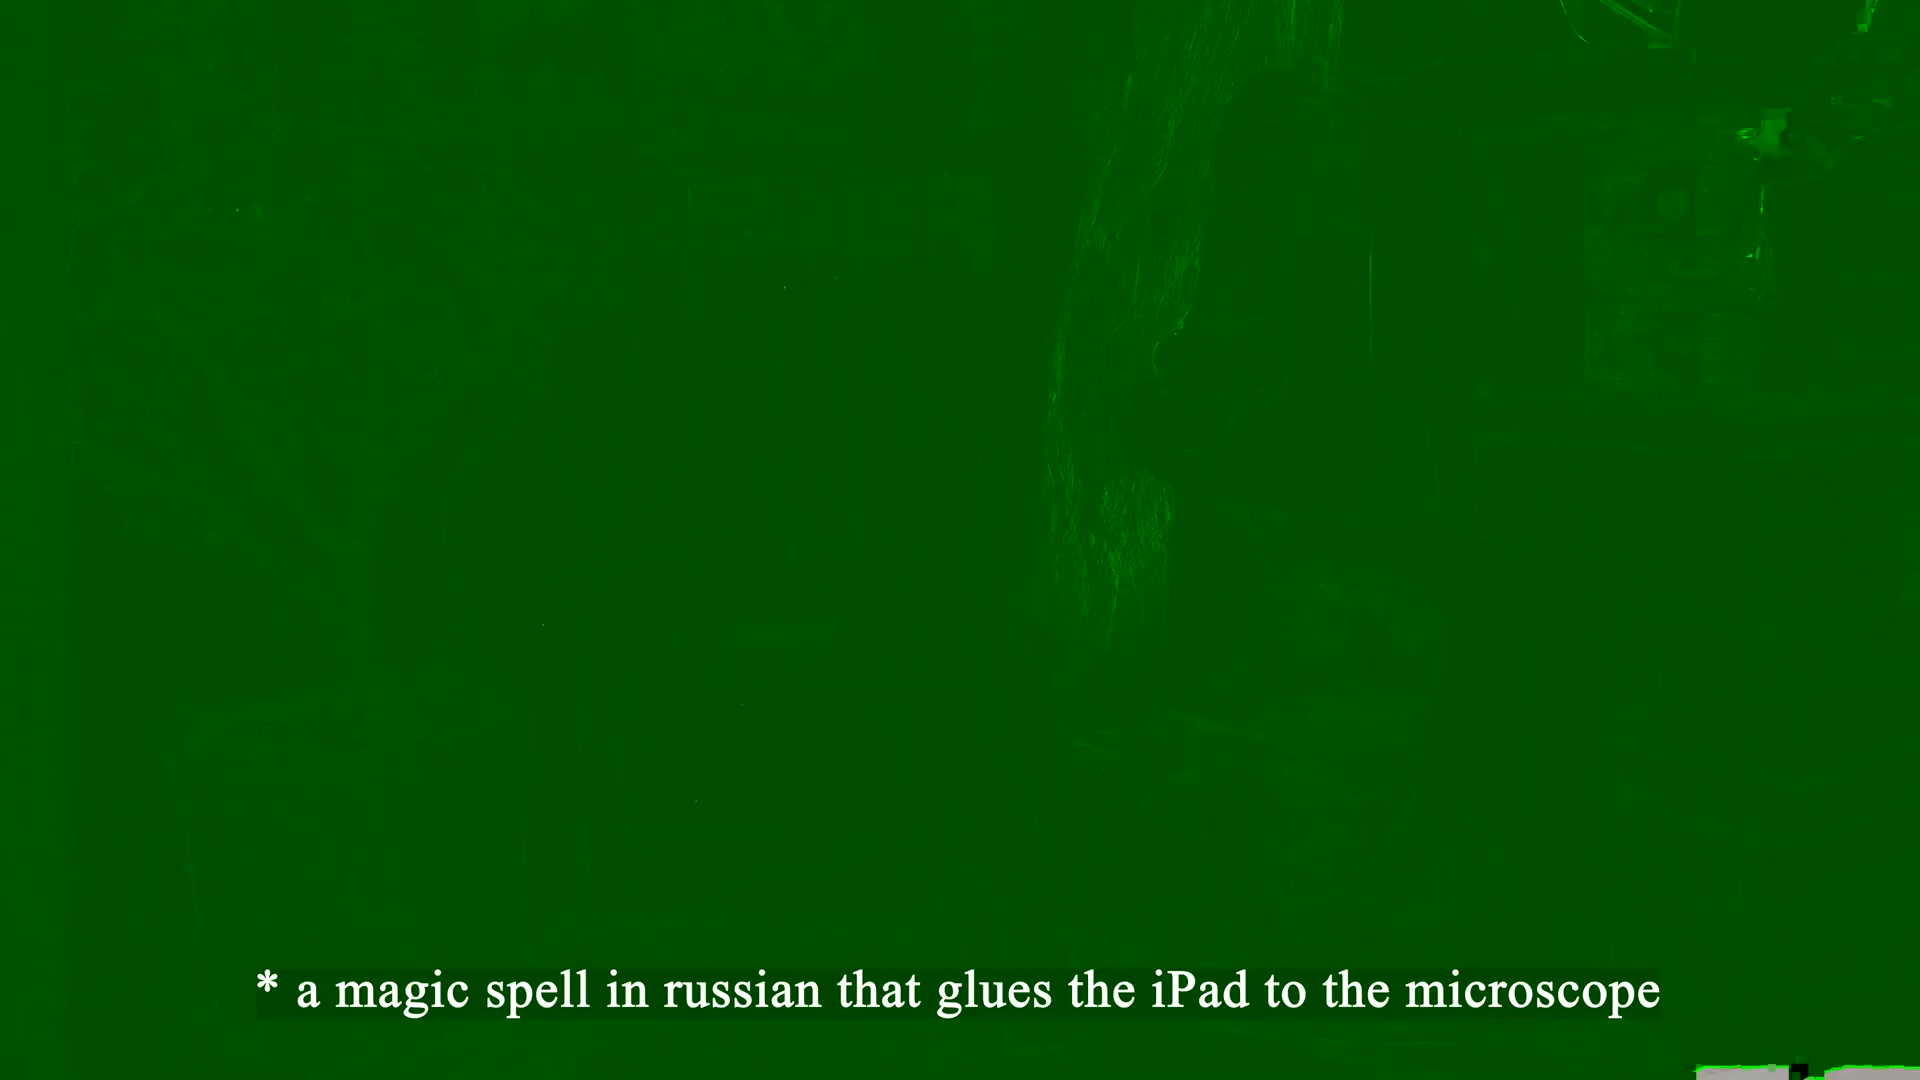 * a magic spell in russian that glues the iPad to the microscope